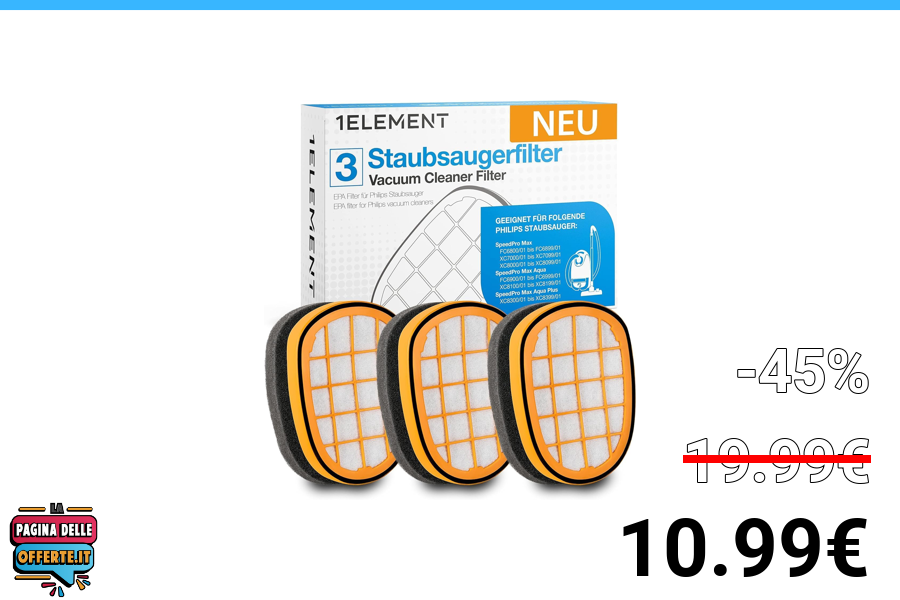 1ELEMENT
NEU
1ELEMENT
3 Staubsaugerfilter
Vacuum Cleaner Filter
EPA Filter für Philips Staubsauger
EPA filter for Philips vacuum cleaners
GEEIGNET FÜR FOLGENDE
PHILIPS STAUBSAUGER:
SpeedPro Max
FC6800/01 bis FC6899/01
XC7000/01 bis XC7099/01
XC8000/01 bis XC8099/01
SpeedPro Max Aqua
FC6900/01 bis FC6999/01
XC8100/01 bis XC8199/01
SpeedPro Max Aqua Plus
XC8300/01 bis XC8399/01
-45%
19.99€
10.99€
LA
PAGINA DELLE
OFFERTE.IT